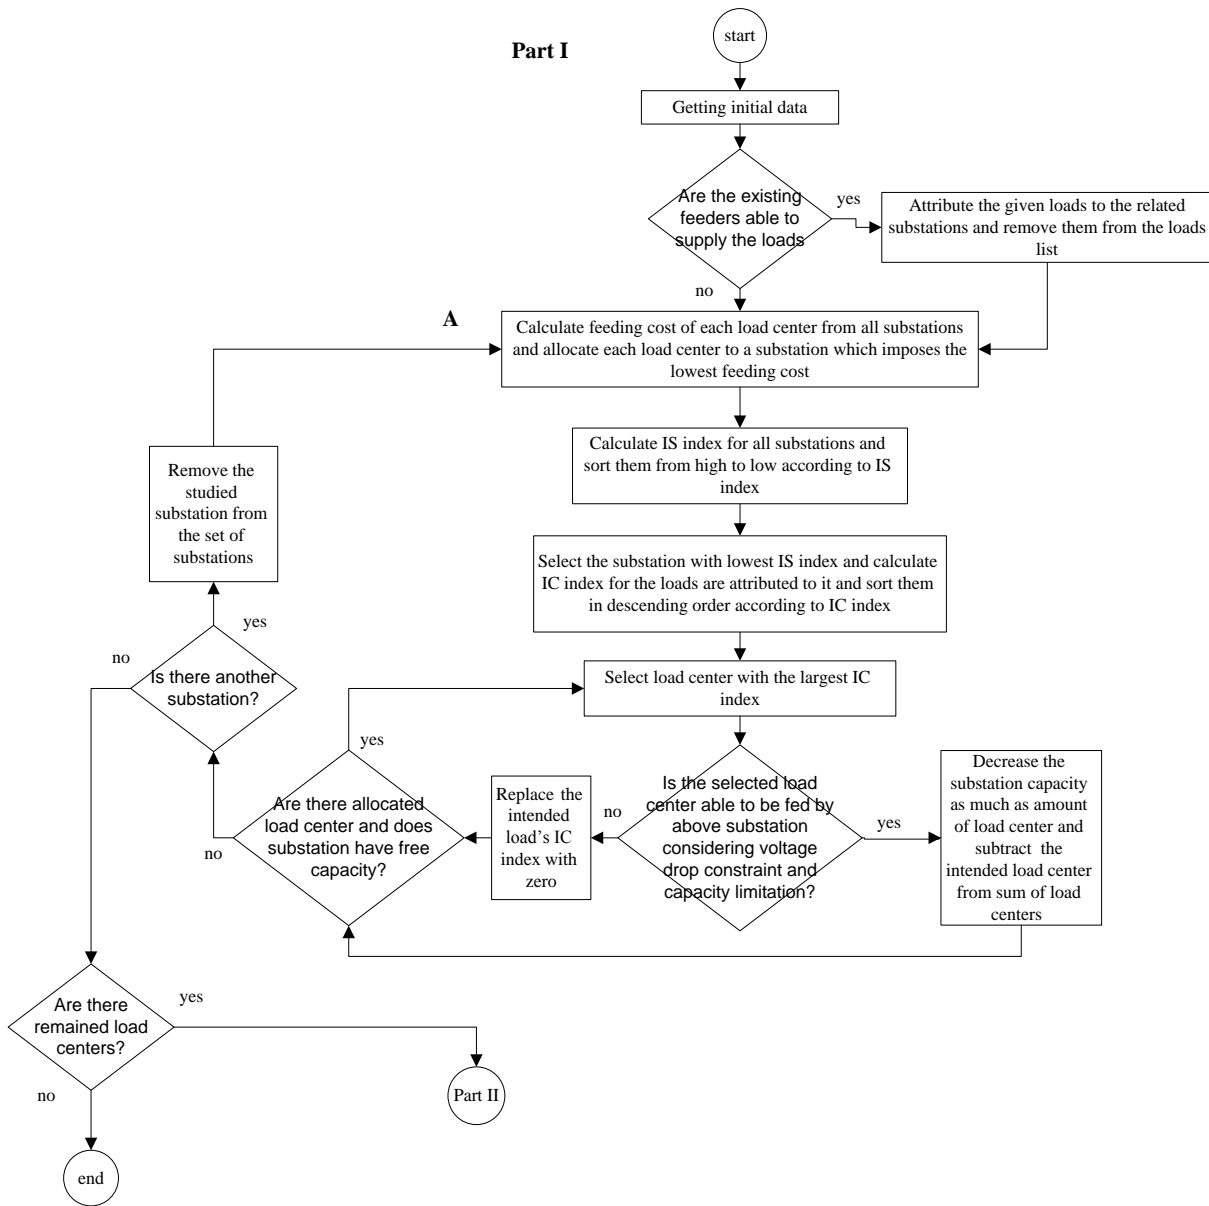 Part I
start
Getting initial data
Are the existing
feeders able to
supply the loads
yes
Attribute the given loads to the related
substations and remove them from the loads
list
no
A
Calculate feeding cost of each load center from all substations
and allocate each load center to a substation which imposes the
lowest feeding cost
Calculate IS index for all substations and
sort them from high to low according to IS
index
Remove the
studied
substation from
the set of
substations
Select the substation with lowest IS index and calculate
IC index for the loads are attributed to it and sort them
in descending order according to IC index
yes
no
Is there another
substation?
Select load center with the largest IC
index
yes
Are there allocated
load center and does
substation have free
capacity?
no
Replace the
intended
load's IC
index with
zero
no
Is the selected load
center able to be fed by
above substation
considering voltage
drop constraint and
capacity limitation?
yes
Decrease the
substation capacity
as much as amount
of load center and
subtract the
intended load center
from sum of load
centers
Are there
remained load
centers?
yes
no
Part II
end